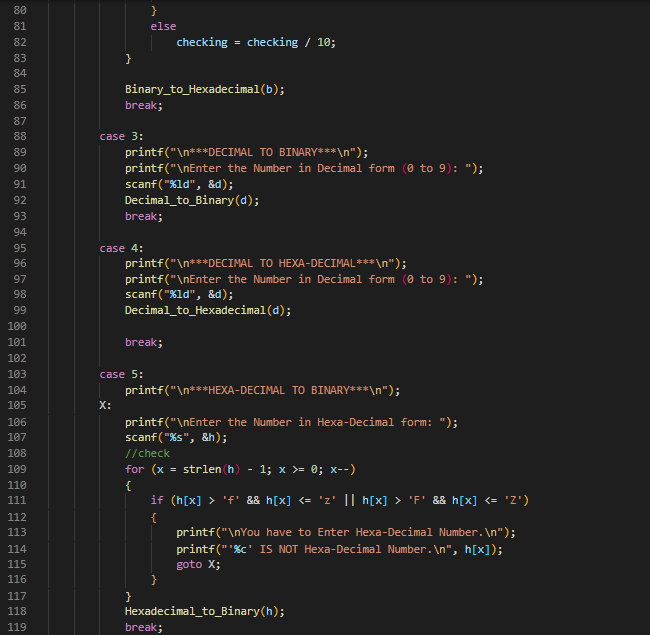 80 }
81 else
82 checking = checking / 10;
83 }
84
85 Binary_to_Hexadecimal(b);
86 break;
87
88 case 3:
89 printf("\n***DECIMAL TO BINARY***\n");
90 printf("\nEnter the Number in Decimal form (0 to 9): ");
91 scanf("%ld", &d);
92 Decimal_to_Binary(d);
93 break;
94
95 case 4:
96 printf("\n***DECIMAL TO HEXA-DECIMAL***\n");
97 printf("\nEnter the Number in Decimal form (0 to 9): ");
98 scanf("%ld", &d);
99 Decimal_to_Hexadecimal(d);
100
101 break;
102
103 case 5:
104 printf("\n***HEXA-DECIMAL TO BINARY***\n");
105 X:
106 printf("\nEnter the Number in Hexa-Decimal form: ");
107 scanf("%s", &h);
108 //check
109 for (x = strlen(h) - 1; x >= 0; x--)
110 {
111 if (h[x] > 'f' && h[x] <= 'z' || h[x] > 'F' && h[x] <= 'Z')
112 {
113 printf("\nYou have to Enter Hexa-Decimal Number.\n");
114 printf("'%c' IS NOT Hexa-Decimal Number.\n", h[x]);
115 goto X;
116 }
117 }
118 Hexadecimal_to_Binary(h);
119 break;